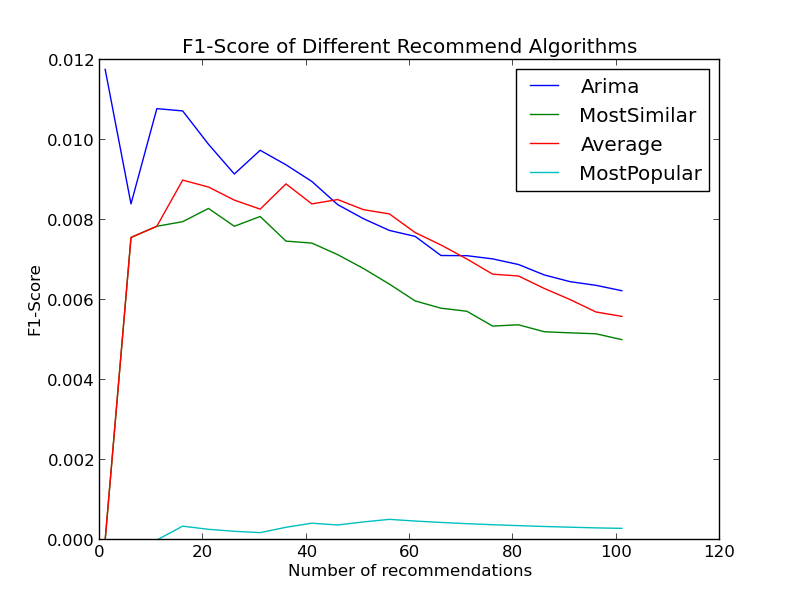 F1-Score of Different Recommend Algorithms
0.012
0.010
0.008
0.006
0.004
0.002
0.000
F1-Score
Arima
MostSimilar
Average
MostPopular
0 20 40 60 80 100 120
Number of recommendations